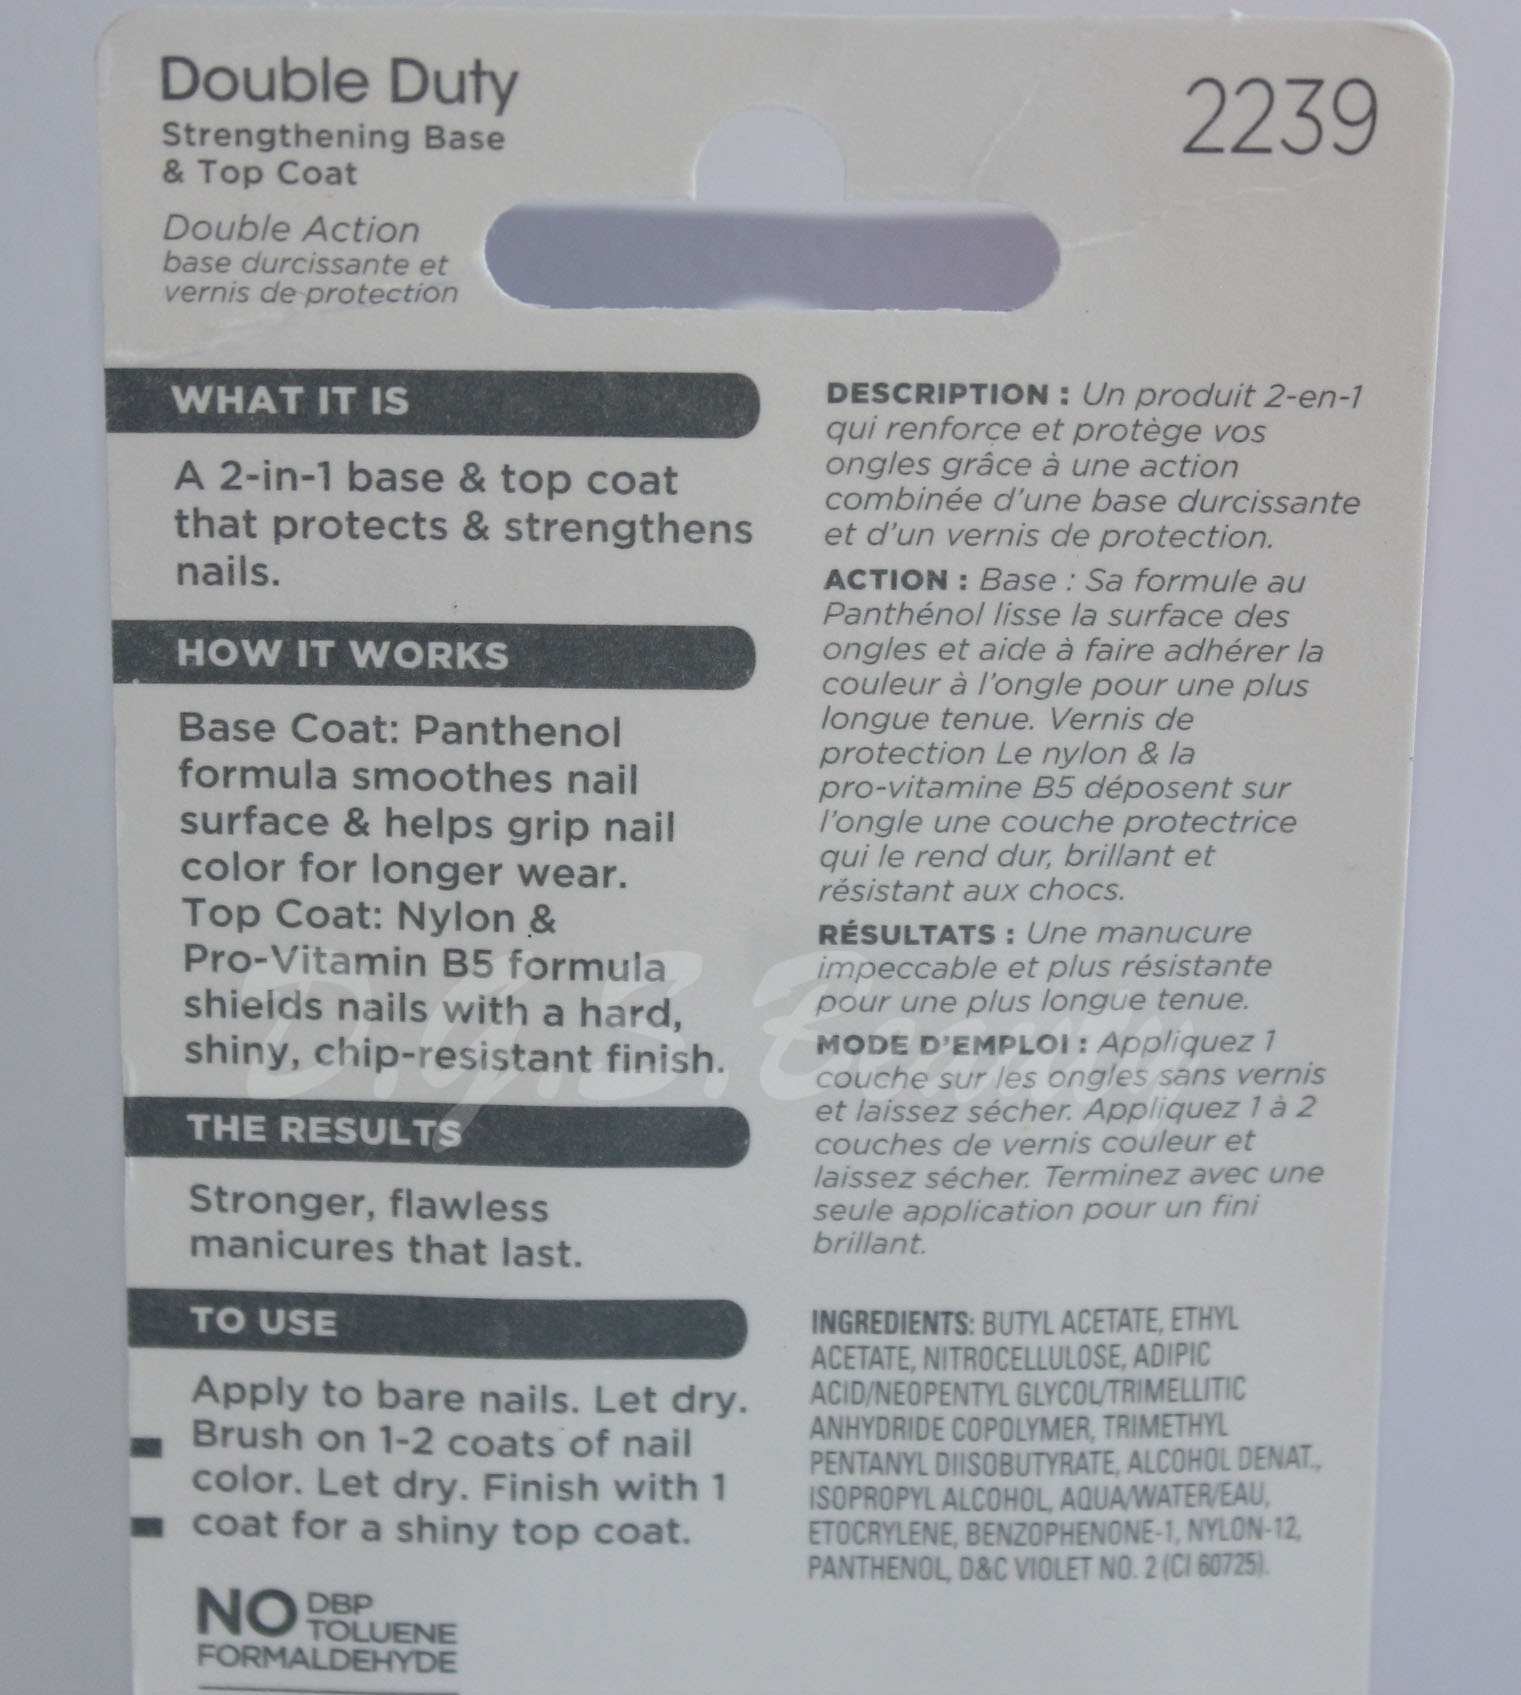 Double Duty
Strengthening Base
& Top Coat
Double Action
base durcissante et
vernis de protection
2239
WHAT IT IS
A 2-in-1 base & top coat
that protects & strengthens
nails.
HOW IT WORKS
Base Coat: Panthenol
formula smoothes nail
surface & helps grip nail
color for longer wear.
Top Coat: Nylon &
Pro-Vitamin B5 formula
shields nails with a hard,
shiny, chip-resistant finish.
THE RESULTS
Stronger, flawless
manicures that last.
TO USE
Apply to bare nails. Let dry.
Brush on 1-2 coats of nail
color. Let dry. Finish with 1
coat for a shiny top coat.
NO DBP
TOLUENE
FORMALDEHYDE
DESCRIPTION : Un produit 2-en-1
qui renforce et protège vos
ongles grâce à une action
combinée d'une base durcissante
et d'un vernis de protection.
ACTION : Base : Sa formule au
Panthénol lisse la surface des
ongles et aide à faire adhérer la
couleur à l'ongle pour une plus
longue tenue. Vernis de
protection Le nylon & la
pro-vitamine B5 déposent sur
l'ongle une couche protectrice
qui le rend dur, brillant et
résistant aux chocs.
RÉSULTATS : Une manucure
impeccable et plus résistante
pour une plus longue tenue.
MODE D'EMPLOI : Appliquez 1
couche sur les ongles sans vernis
et laissez sécher. Appliquez 1 à 2
couches de vernis couleur et
laissez sécher. Terminez avec une
seule application pour un fini
brillant.
INGREDIENTS: BUTYL ACETATE, ETHYL
ACETATE, NITROCELLULOSE, ADIPIC
ACID/NEOPENTYL GLYCOL/TRIMELLITIC
ANHYDRIDE COPOLYMER, TRIMETHYL
PENTANYL DIISOBUTYRATE, ALCOHOL DENAT.,
ISOPROPYL ALCOHOL, AQUA/WATER/EAU,
ETOCRYLENE, BENZOPHENONE-1, NYLON-12,
PANTHENOL, D&C VIOLET NO. 2 (CI 60725).
D.G.S. Beauty